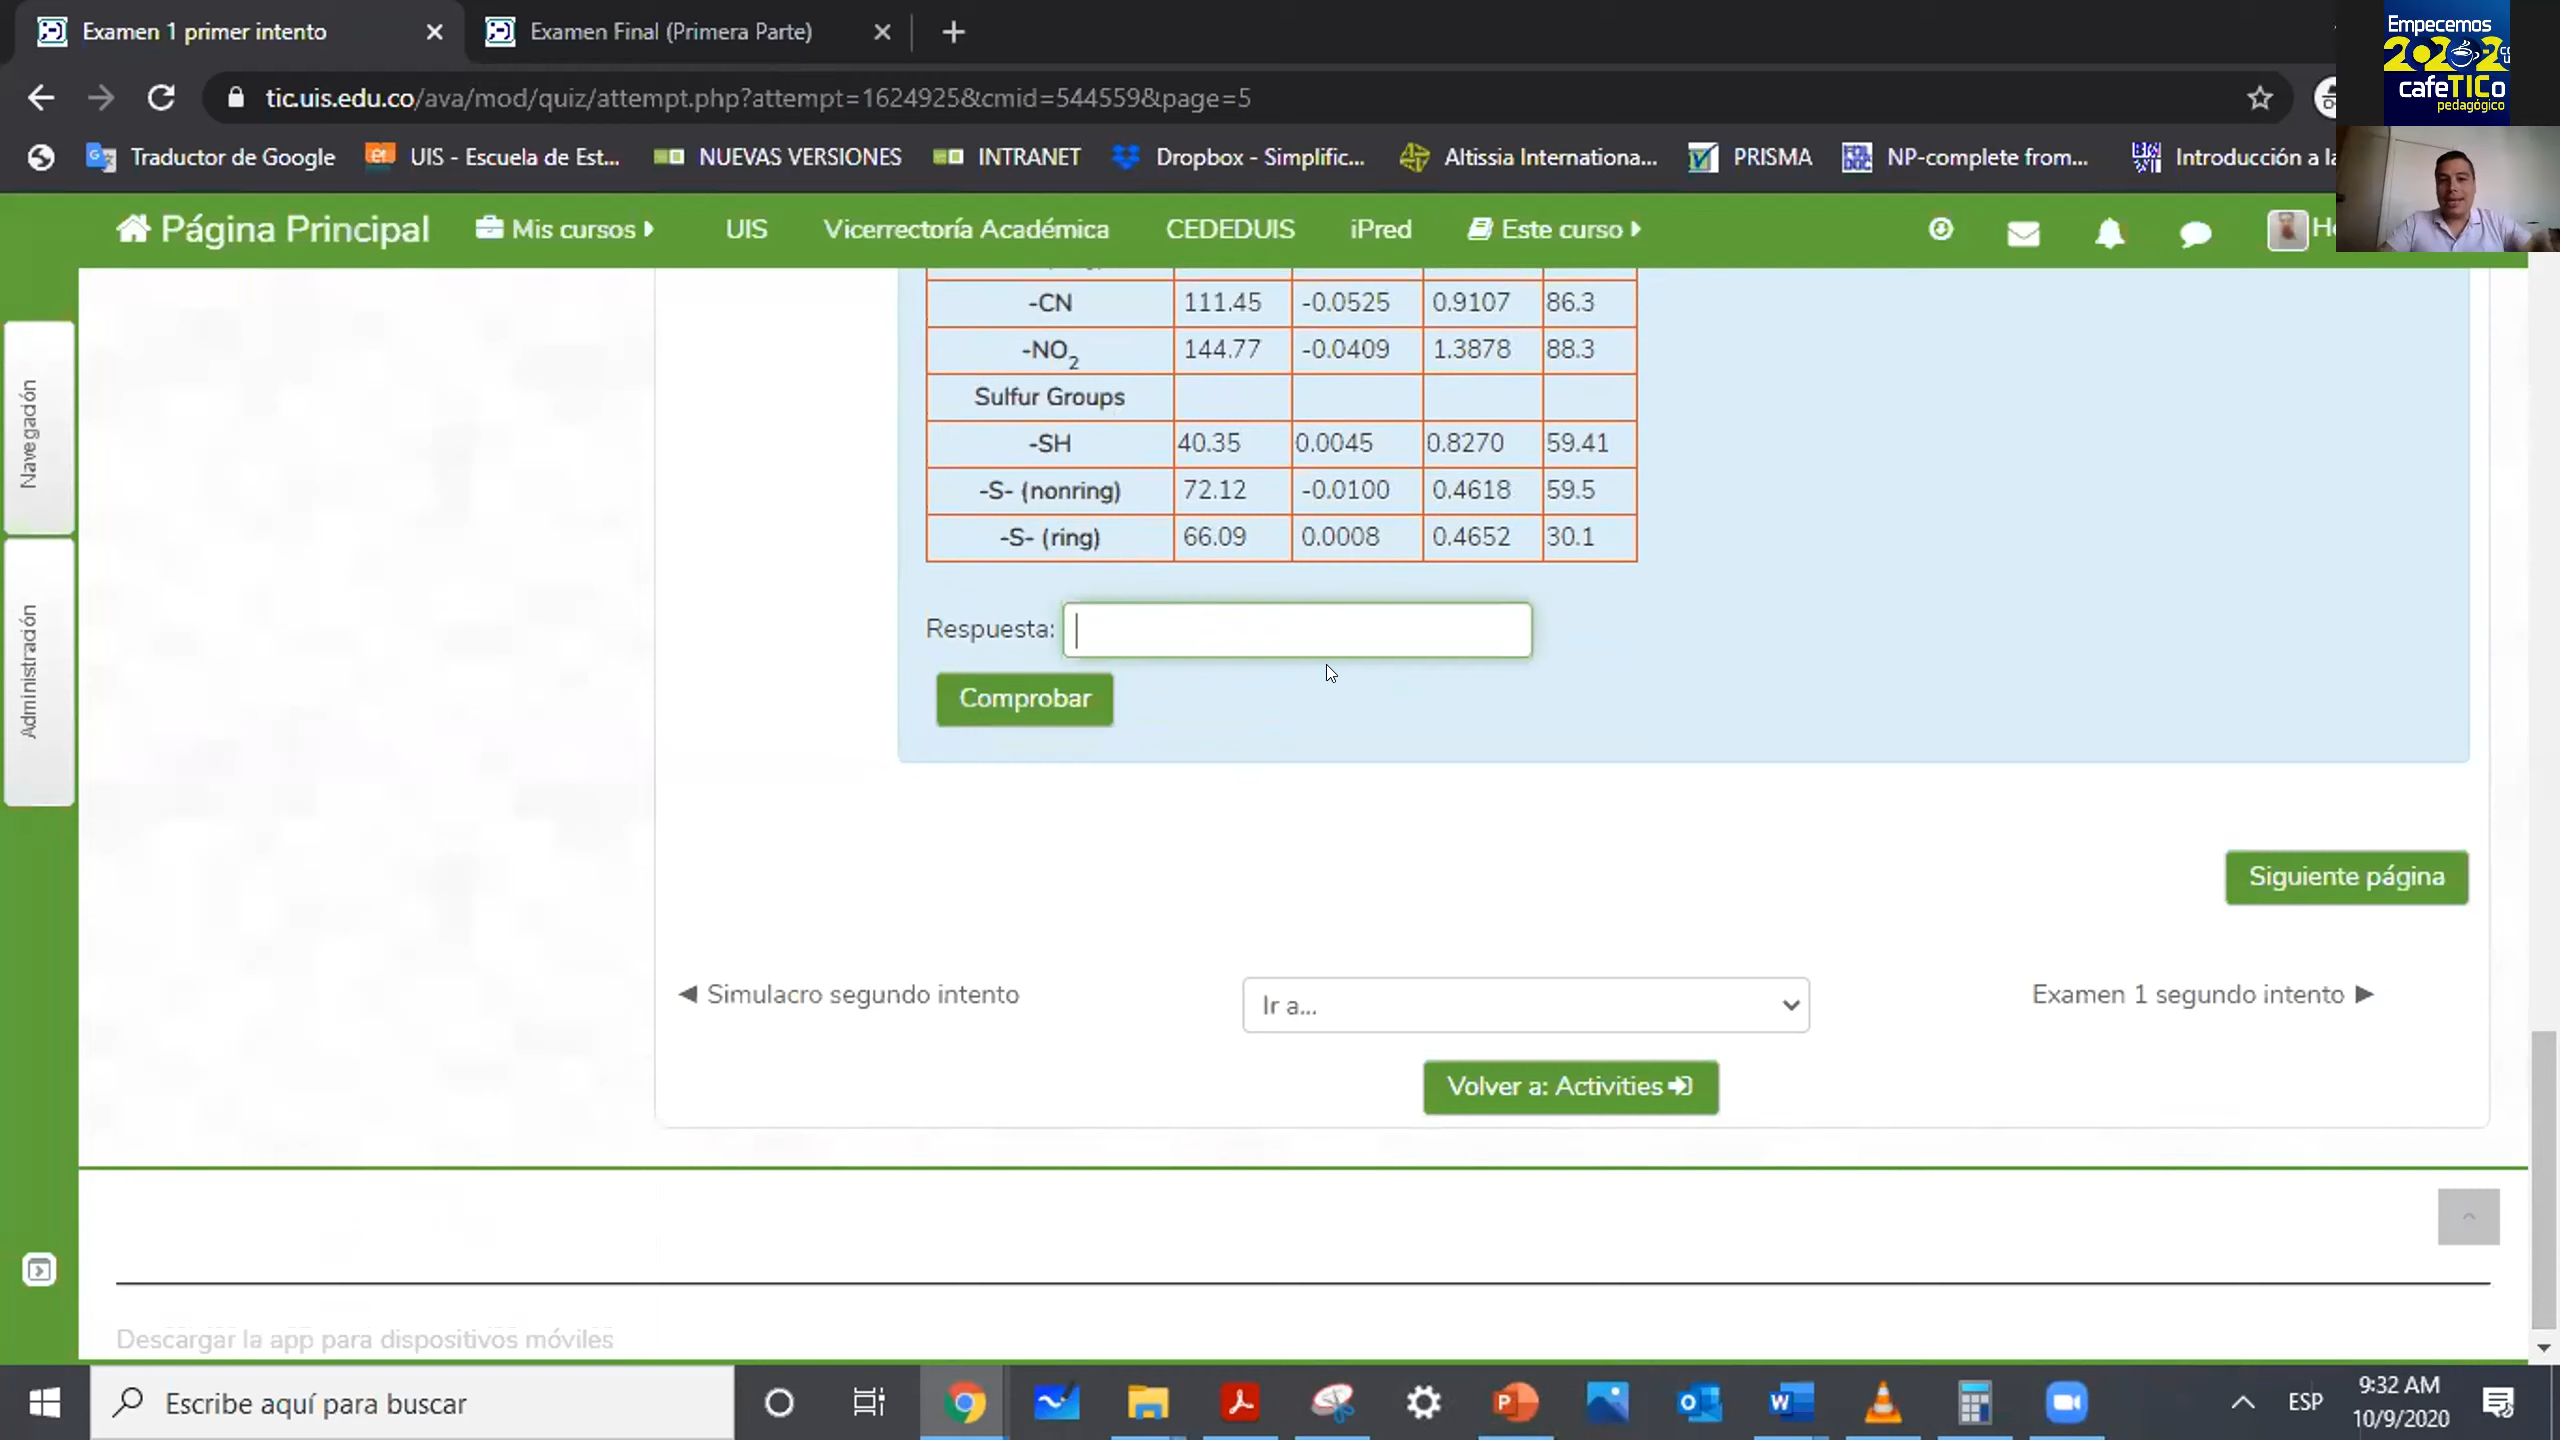 Examen 1 primer intento
Examen Final (Primera Parte)
Empecemos
cafeTICo
pedagógico
tic.uis.edu.co/ava/mod/quiz/attempt.php?attempt=1624925&cmid=544559&page=5
Traductor de Google
UIS - Escuela de Est...
NUEVAS VERSIONES
INTRANET
Dropbox - Simplific...
Altissia Internationa...
PRISMA
NP-complete from...
Introducción a la
Página Principal
Mis cursos
UIS
Vicerrectoría Académica
CEDEDUIS
iPred
Este curso
Navegación
Administración
-CN 111.45 -0.0525 0.9107 86.3
-NO2 144.77 -0.0409 1.3878 88.3
Sulfur Groups
-SH 40.35 0.0045 0.8270 59.41
-S- (nonring) 72.12 -0.0100 0.4618 59.5
-S- (ring) 66.09 0.0008 0.4652 30.1
Respuesta:
Comprobar
Siguiente página
◄ Simulacro segundo intento
Ir a...
Examen 1 segundo intento ►
Volver a: Activities
Descargar la app para dispositivos móviles
Escribe aquí para buscar
ESP
9:32 AM
10/9/2020